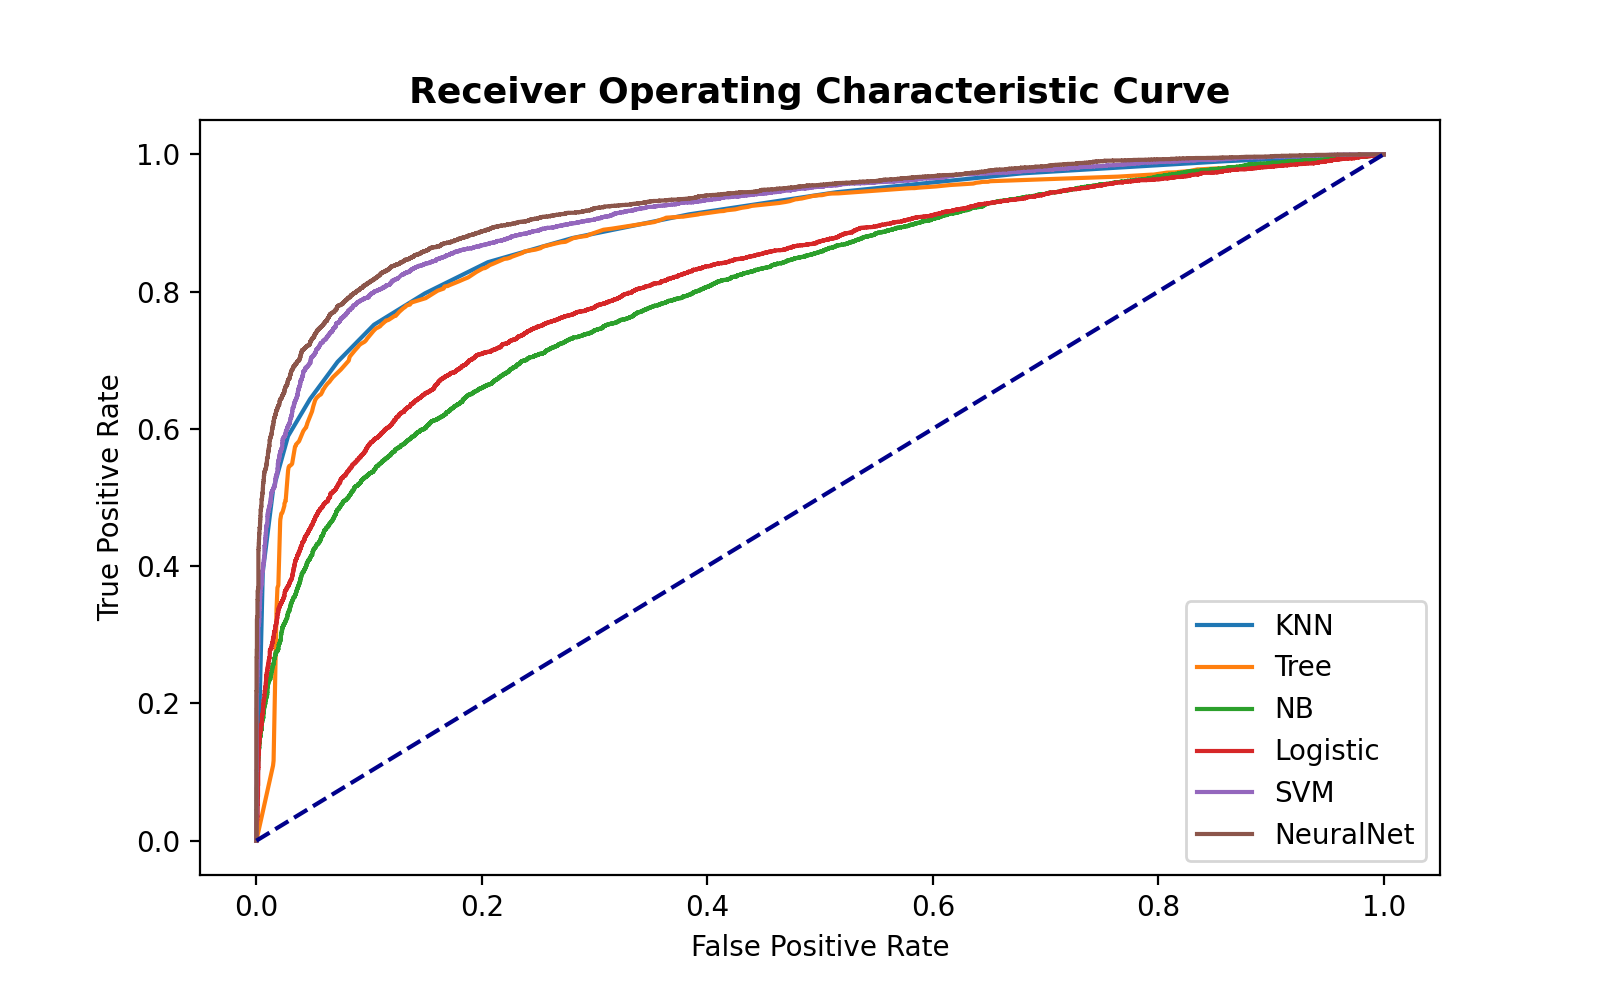 Receiver Operating Characteristic Curve
True Positive Rate
1.0
0.8
0.6
0.4
0.2
0.0
0.0 0.2 0.4 0.6 0.8 1.0
False Positive Rate
KNN
Tree
NB
Logistic
SVM
NeuralNet